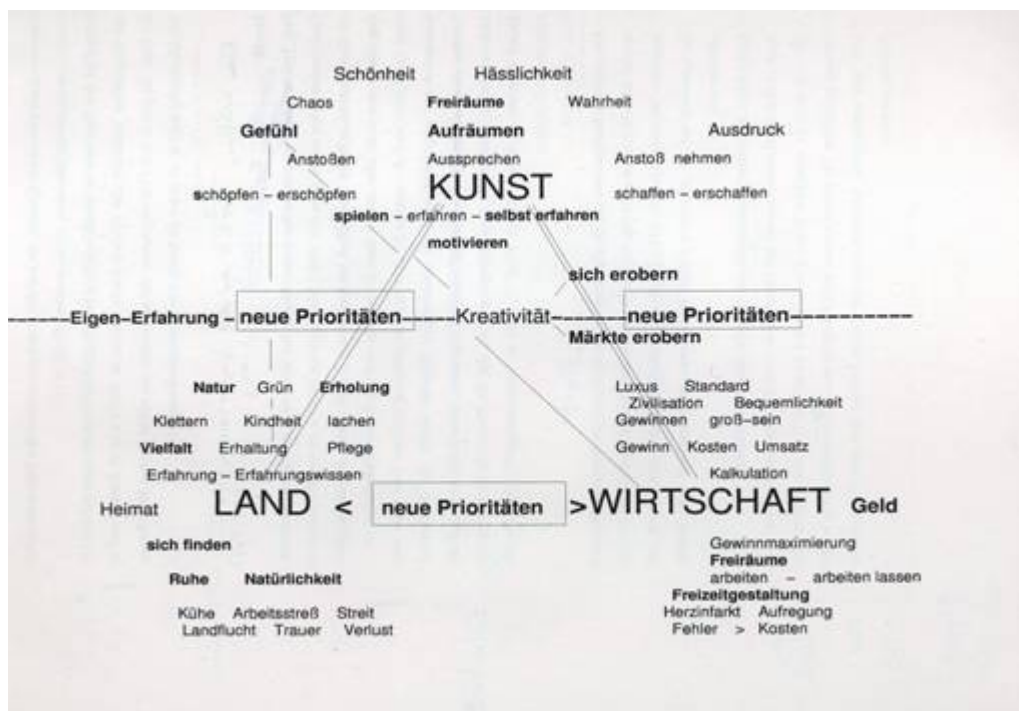 Schönheit Hässlichkeit
Chaos Freiräume Wahrheit
Gefühl Aufräumen Ausdruck
Anstoßen Aussprechen Anstoß nehmen
KUNST
schöpfen – erschöpfen schaffen – erschaffen
spielen – erfahren – selbst erfahren
motivieren
sich erobern
Eigen–Erfahrung – neue Prioritäten Kreativität neue Prioritäten
Märkte erobern
Natur Grün Erholung Luxus Standard
Zivilisation Bequemlichkeit
Klettern Kindheit lachen Gewinnen groß–sein
Vielfalt Erhaltung Pflege Gewinn Kosten Umsatz
Erfahrung – Erfahrungswissen Kalkulation
Heimat LAND < neue Prioritäten >WIRTSCHAFT Geld
sich finden Gewinnmaximierung
Freiräume
Ruhe Natürlichkeit arbeiten – arbeiten lassen
Freizeitgestaltung
Kühe Arbeitsstreß Streit Herzinfarkt Aufregung
Landflucht Trauer Verlust Fehler > Kosten